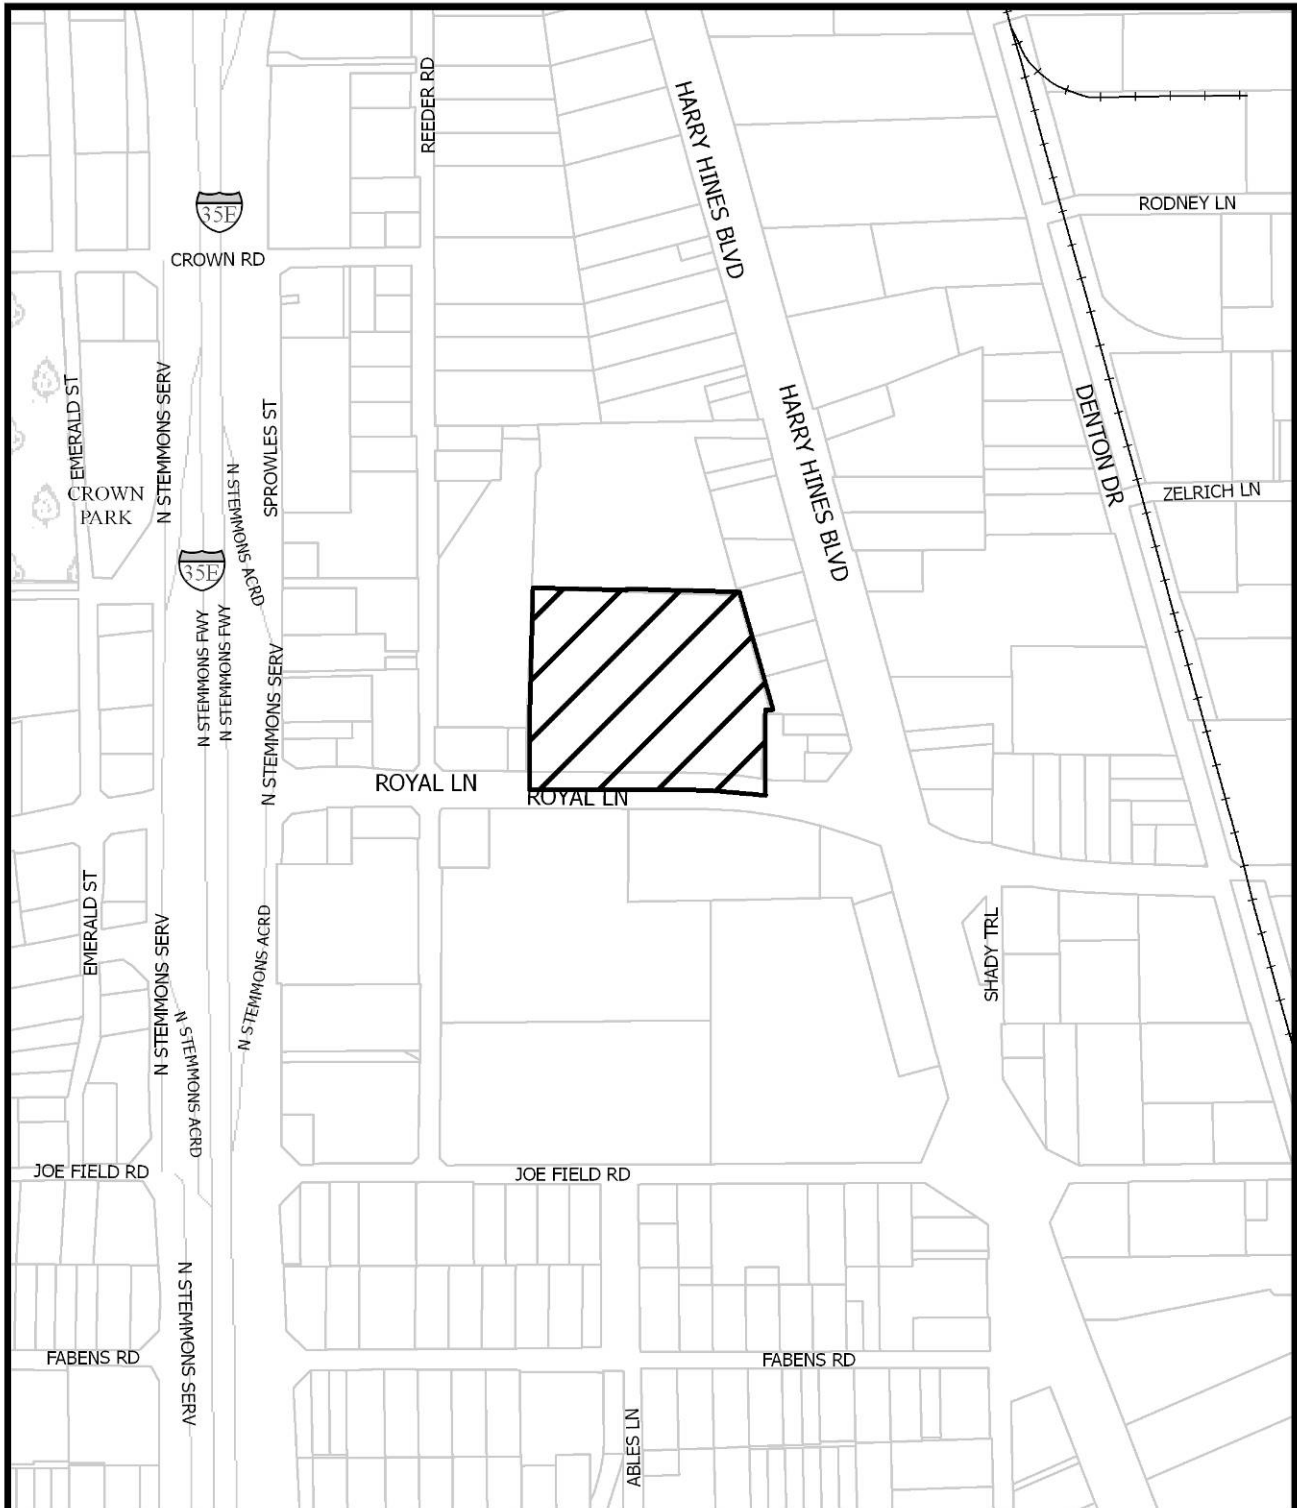 REEDER RD
HARRY HINES BLVD
35E
RODNEY LN
CROWN RD
EMERALD ST
N STEMMONS SERV
SPROWLES ST
HARRY HINES BLVD
DENTON DR
CROWN
PARK
N STEMMONS ACRD
ZELRICH LN
35E
N STEMMONS FWY
N STEMMONS FWY
N STEMMONS SERV
ROYAL LN
ROYAL LN
EMERALD ST
N STEMMONS SERV
N STEMMONS ACRD
SHADY TRL
N STEMMONS ACRD
JOE FIELD RD
JOE FIELD RD
N STEMMONS SERV
FABENS RD
FABENS RD
ABLES LN